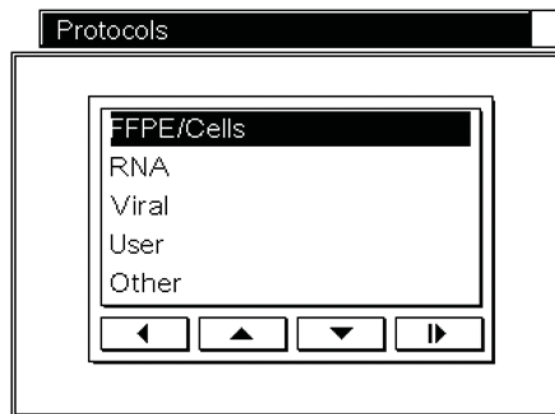 Protocols
FFPE/Cells
RNA
Viral
User
Other